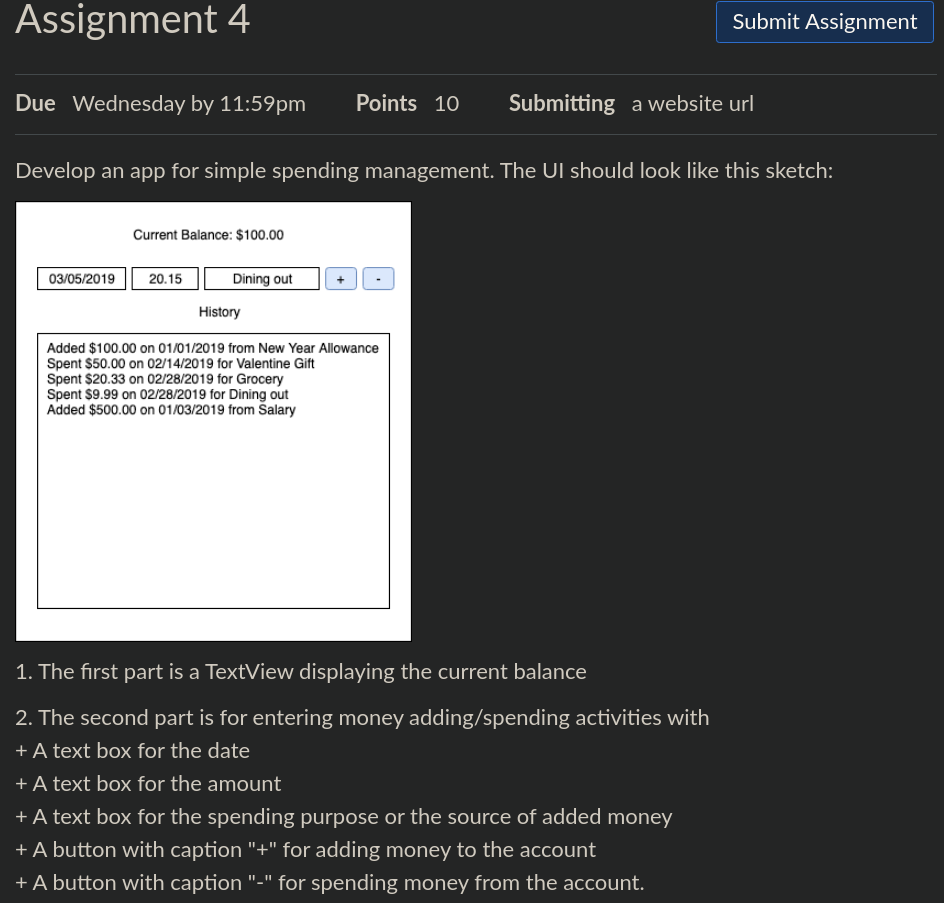 Assignment 4
Submit Assignment
Due Wednesday by 11:59pm Points 10 Submitting a website url
Develop an app for simple spending management. The UI should look like this sketch:
Current Balance: $100.00
03/05/2019 20.15 Dining out + -
History
Added $100.00 on 01/01/2019 from New Year Allowance
Spent $50.00 on 02/14/2019 for Valentine Gift
Spent $20.33 on 02/28/2019 for Grocery
Spent $9.99 on 02/28/2019 for Dining out
Added $500.00 on 01/03/2019 from Salary
1. The first part is a TextView displaying the current balance
2. The second part is for entering money adding/spending activities with
+ A text box for the date
+ A text box for the amount
+ A text box for the spending purpose or the source of added money
+ A button with caption "+" for adding money to the account
+ A button with caption "-" for spending money from the account.